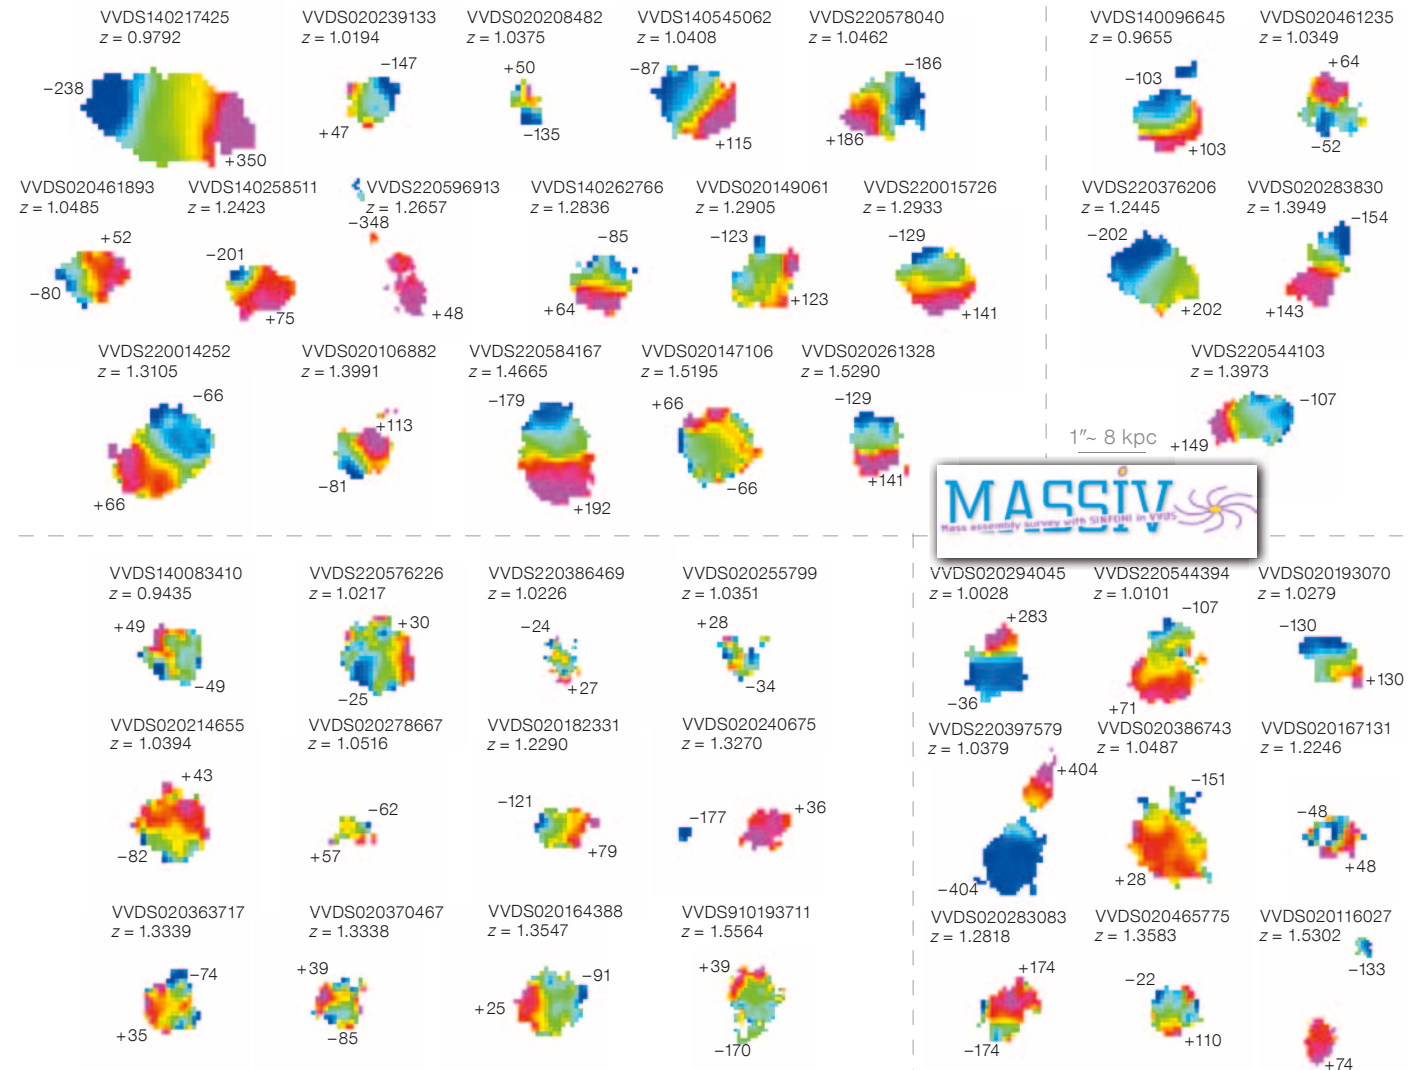 VVDS140217425
z = 0.9792
−238
+350
VVDS020239133
z = 1.0194
−147
+47
VVDS020208482
z = 1.0375
+50
−135
VVDS140545062
z = 1.0408
−87
+115
VVDS220578040
z = 1.0462
−186
+186
VVDS140096645
z = 0.9655
−103
+103
VVDS020461235
z = 1.0349
+64
−52
VVDS020461893
z = 1.0485
+52
−80
VVDS140258511
z = 1.2423
−201
+75
VVDS220596913
z = 1.2657
−348
+48
VVDS140262766
z = 1.2836
−85
+64
VVDS020149061
z = 1.2905
−123
+123
VVDS220015726
z = 1.2933
−129
+141
VVDS220376206
z = 1.2445
−202
+202
VVDS020283830
z = 1.3949
−154
+143
VVDS220014252
z = 1.3105
−66
+66
VVDS020106882
z = 1.3991
+113
−81
VVDS220584167
z = 1.4665
−179
+192
VVDS020147106
z = 1.5195
+66
−66
VVDS020261328
z = 1.5290
−129
+141
VVDS220544103
z = 1.3973
−107
+149
1″~ 8 kpc
MASSiV
Mass assembly survey with SINFONI in VVDS
VVDS140083410
z = 0.9435
+49
−49
VVDS220576226
z = 1.0217
+30
−25
VVDS220386469
z = 1.0226
−24
+27
VVDS020255799
z = 1.0351
+28
−34
VVDS020294045
z = 1.0028
+283
−36
VVDS220544394
z = 1.0101
−107
+71
VVDS020193070
z = 1.0279
−130
+130
VVDS020214655
z = 1.0394
+43
−82
VVDS020278667
z = 1.0516
−62
+57
VVDS020182331
z = 1.2290
−121
+79
VVDS020240675
z = 1.3270
−177
+36
VVDS220397579
z = 1.0379
+404
−404
VVDS020386743
z = 1.0487
−151
+28
VVDS020167131
z = 1.2246
−48
+48
VVDS020363717
z = 1.3339
−74
+35
VVDS020370467
z = 1.3338
+39
−85
VVDS020164388
z = 1.3547
−91
+25
VVDS910193711
z = 1.5564
+39
−170
VVDS020283083
z = 1.2818
+174
−174
VVDS020465775
z = 1.3583
−22
+110
VVDS020116027
z = 1.5302
−133
+74